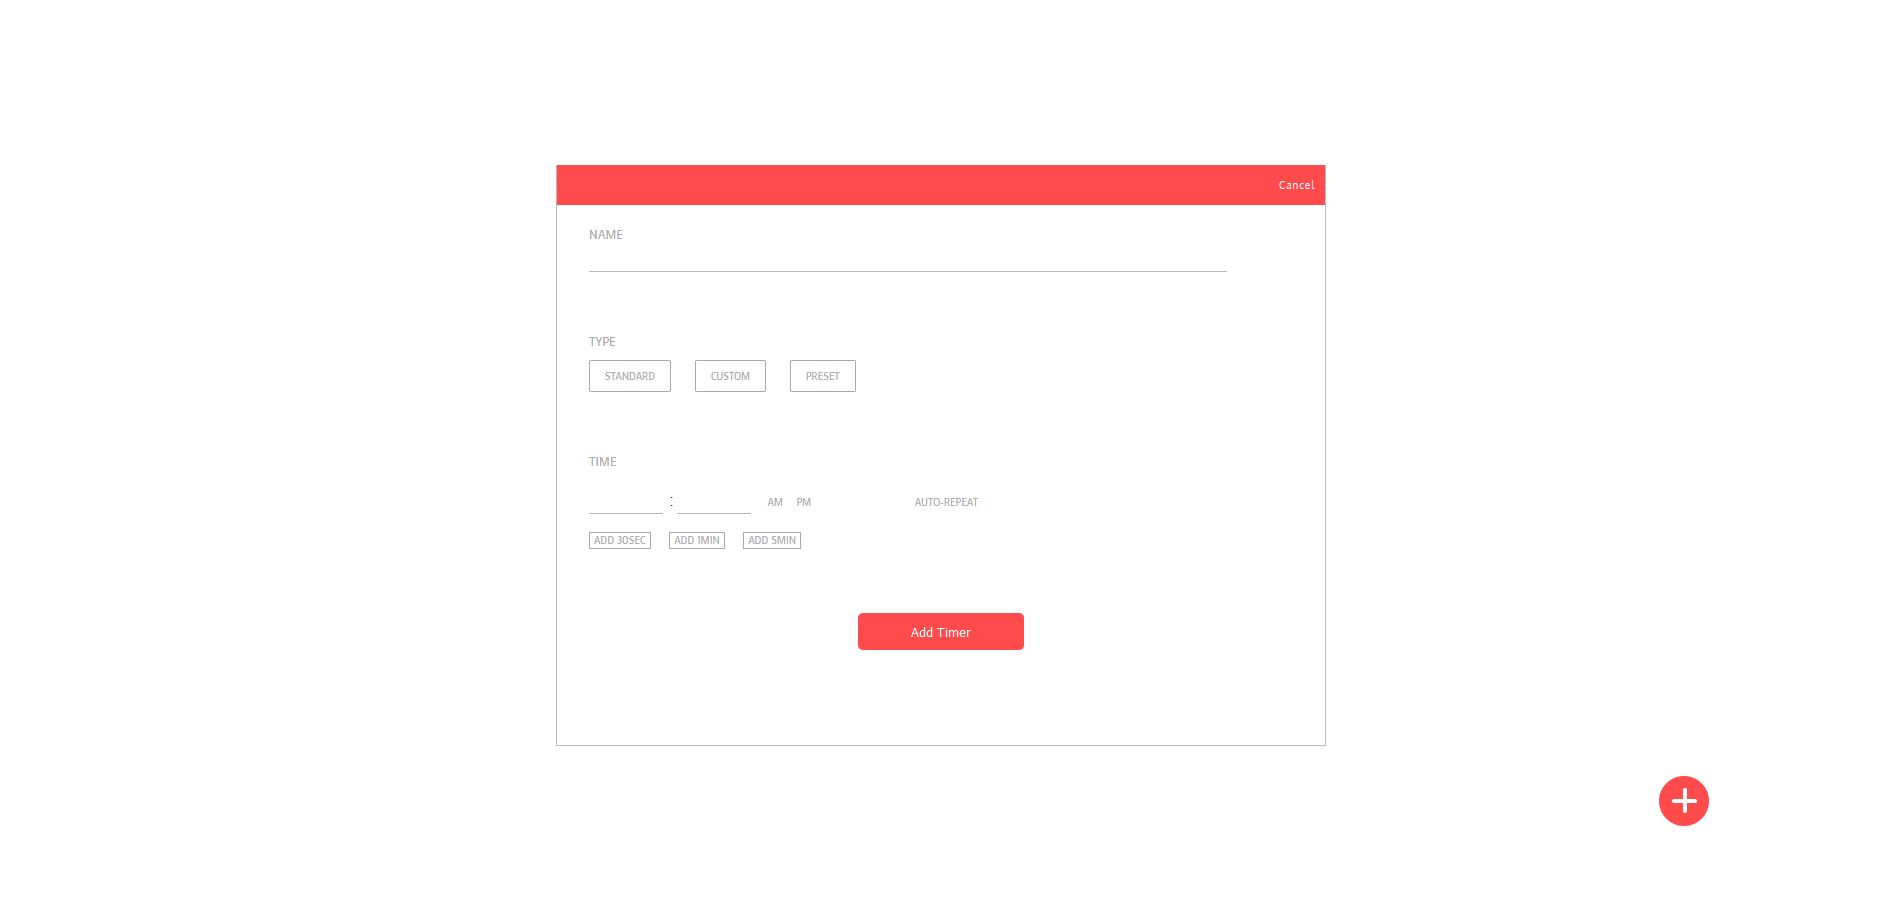 Cancel
NAME
TYPE
STANDARD CUSTOM PRESET
TIME
: AM PM AUTO-REPEAT
ADD 30SEC ADD 1MIN ADD 5MIN
Add Timer